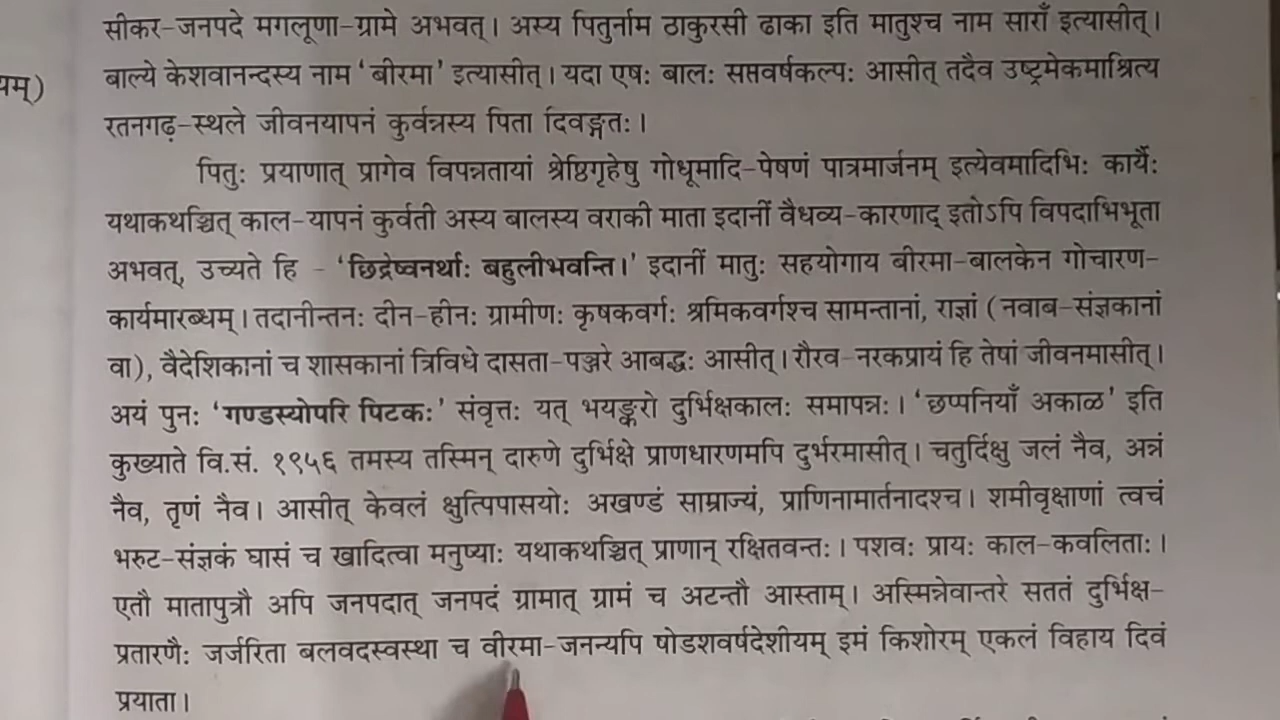 सीकर-जनपदे मगलूणा-ग्रामे अभवत्। अस्य पितुर्नाम ठाकुरसी ढाका इति मातुश्च नाम साराँ इत्यासीत्।
बाल्ये केशवानन्दस्य नाम 'बीरमा' इत्यासीत्। यदा एषः बालः सप्तवर्षकल्पः आसीत् तदैव उष्ट्रमेकमाश्रित्य
यम्)
रतनगढ़-स्थले जीवनयापनं कुर्वन्नस्य पिता दिवङ्गतः।
पितुः प्रयाणात् प्रागेव विपन्नतायां श्रेष्ठिगृहेषु गोधूमादि-पेषणं पात्रमार्जनम् इत्येवमादिभिः कार्यैः
यथाकथञ्चित् काल-यापनं कुर्वती अस्य बालस्य वराकी माता इदानीं वैधव्य-कारणाद् इतोऽपि विपदाभिभूता
अभवत्, उच्यते हि - 'छिद्रेष्वनर्थाः बहुलीभवन्ति।' इदानीं मातुः सहयोगाय बीरमा-बालकेन गोचारण-
कार्यमारब्धम्। तदानीन्तनः दीन-हीनः ग्रामीणः कृषकवर्गः श्रमिकवर्गश्च सामन्तानां, राज्ञां (नवाब-संज्ञकानां
वा), वैदेशिकानां च शासकानां त्रिविधे दासता-पञ्जरे आबद्धः आसीत्। रौरव-नरकप्रायं हि तेषां जीवनमासीत्।
अयं पुनः 'गण्डस्योपरि पिटकः' संवृत्तः यत् भयङ्करो दुर्भिक्षकालः समापन्नः। 'छप्पनियाँ अकाळ' इति
कुख्याते वि.सं. १९५६ तमस्य तस्मिन् दारुणे दुर्भिक्षे प्राणधारणमपि दुर्भरमासीत्। चतुर्दिक्षु जलं नैव, अन्नं
नैव, तृणं नैव। आसीत् केवलं क्षुत्पिपासयोः अखण्डं साम्राज्यं, प्राणिनामार्तनादश्च। शमीवृक्षाणां त्वचं
भरुट-संज्ञकं घासं च खादित्वा मनुष्याः यथाकथञ्चित् प्राणान् रक्षितवन्तः। पशवः प्रायः काल-कवलिताः।
एतौ मातापुत्रौ अपि जनपदात् जनपदं ग्रामात् ग्रामं च अटन्तौ आस्ताम्। अस्मिन्नेवान्तरे सततं दुर्भिक्ष-
प्रतारणैः जर्जरिता बलवदस्वस्था च वीरमा-जनन्यपि षोडशवर्षदेशीयम् इमं किशोरम् एकलं विहाय दिवं
प्रयाता।